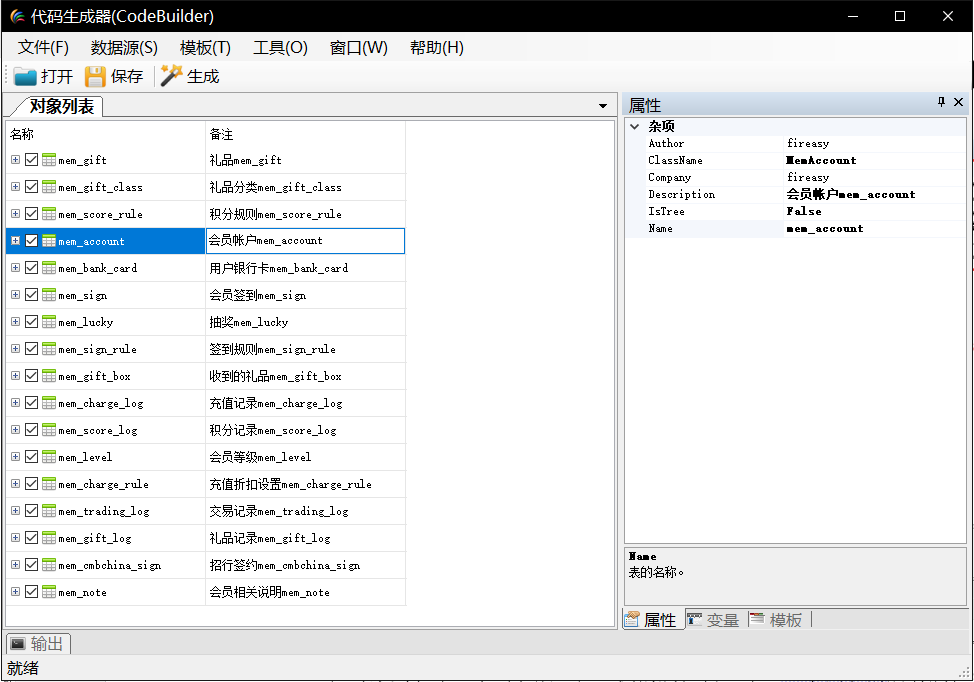 代码生成器(CodeBuilder)
文件(F) 数据源(S) 模板(T) 工具(O) 窗口(W) 帮助(H)
打开 保存 生成
对象列表
名称 备注
mem_gift 礼品mem_gift
mem_gift_class 礼品分类mem_gift_class
mem_score_rule 积分规则mem_score_rule
mem_account 会员帐户mem_account
mem_bank_card 用户银行卡mem_bank_card
mem_sign 会员签到mem_sign
mem_lucky 抽奖mem_lucky
mem_sign_rule 签到规则mem_sign_rule
mem_gift_box 收到的礼品mem_gift_box
mem_charge_log 充值记录mem_charge_log
mem_score_log 积分记录mem_score_log
mem_level 会员等级mem_level
mem_charge_rule 充值折扣设置mem_charge_rule
mem_trading_log 交易记录mem_trading_log
mem_gift_log 礼品记录mem_gift_log
mem_cmbchina_sign 招行签约mem_cmbchina_sign
mem_note 会员相关说明mem_note
属性
杂项
Author fireasy
ClassName MemAccount
Company fireasy
Description 会员帐户mem_account
IsTree False
Name mem_account
Name
表的名称。
属性 变量 模板
输出
就绪